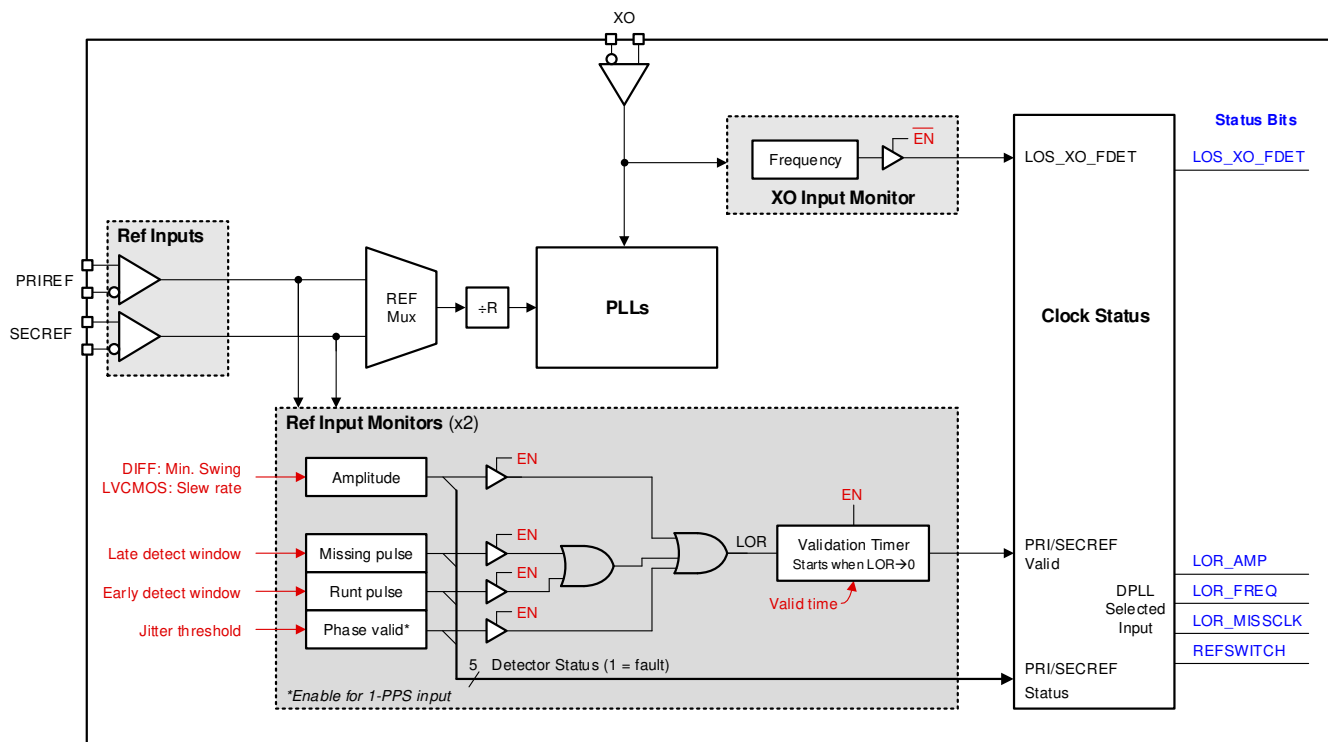 XO
Status Bits
EN
Frequency
LOS_XO_FDET
LOS_XO_FDET
XO Input Monitor
Ref Inputs
PRIREF
SECREF
REF
Mux
÷R
PLLs
Clock Status
Ref Input Monitors (x2)
DIFF: Min. Swing
LVCMOS: Slew rate
Amplitude
EN
EN
Late detect window
Missing pulse
EN
LOR
Validation Timer
Starts when LOR→0
PRI/SECREF
Valid
Early detect window
Runt pulse
EN
Valid time
Jitter threshold
Phase valid*
EN
DPLL
Selected
Input
LOR_AMP
LOR_FREQ
LOR_MISSCLK
REFSWITCH
5 Detector Status (1 = fault)
PRI/SECREF
Status
*Enable for 1-PPS input